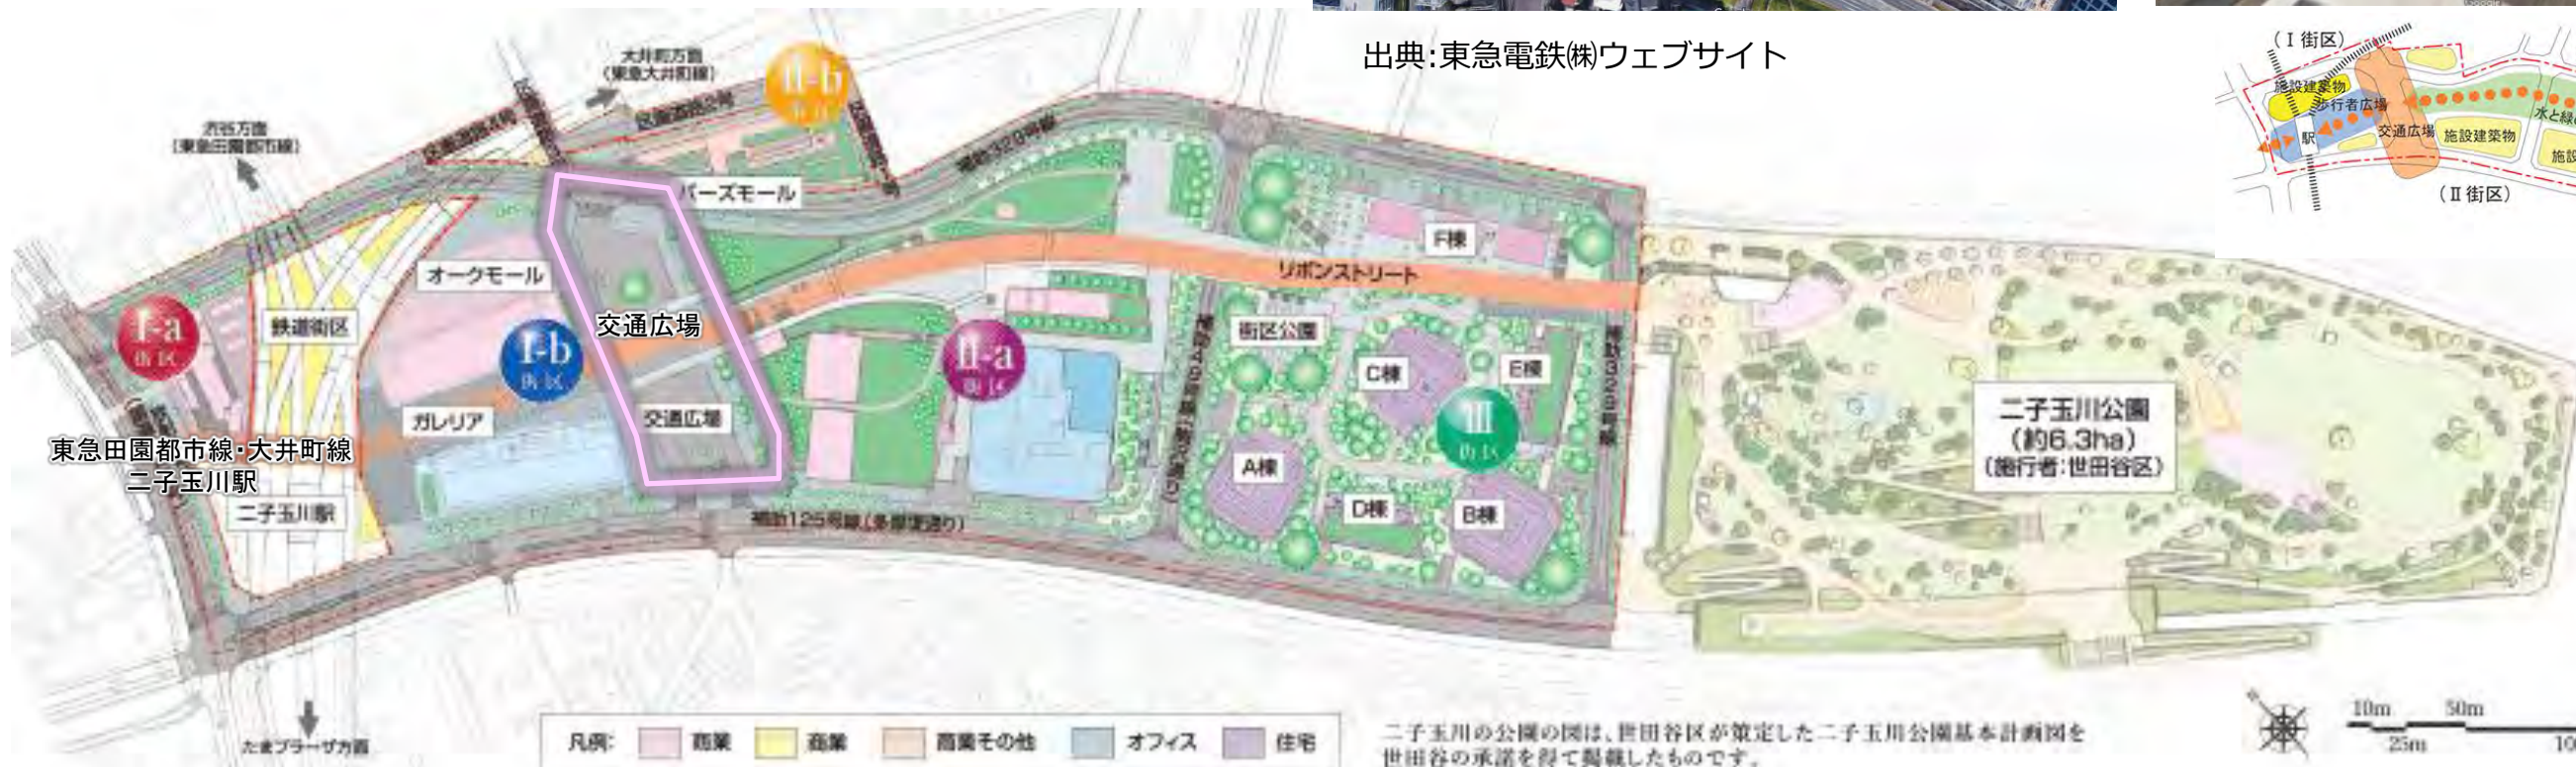 Google
出典:東急電鉄㈱ウェブサイト
(Ⅰ街区)
施設建築物
歩行者広場
駅
交通広場
施設建築物
水と緑
施設
(Ⅱ街区)
大井町方面
(東急大井町線)
渋谷方面
(東急田園都市線)
Ⅱ-b
街区
バーズモール
補助329号線
オークモール
鉄道街区
Ⅰ-a
街区
Ⅰ-b
街区
交通広場
交通広場
ガレリア
Ⅱ-a
街区
リボンストリート
F棟
街区公園
C棟
E棟
Ⅲ
街区
A棟
D棟
B棟
東急田園都市線・大井町線
二子玉川駅
二子玉川駅
補助125号線(多摩堤通り)
二子玉川公園
(約6.3ha)
(施行者:世田谷区)
たまプラーザ方面
凡例: 商業 商業 商業その他 オフィス 住宅
二子玉川の公園の図は、世田谷区が策定した二子玉川公園基本計画図を
世田谷の承諾を得て掲載したものです。
10m 50m
25m 10